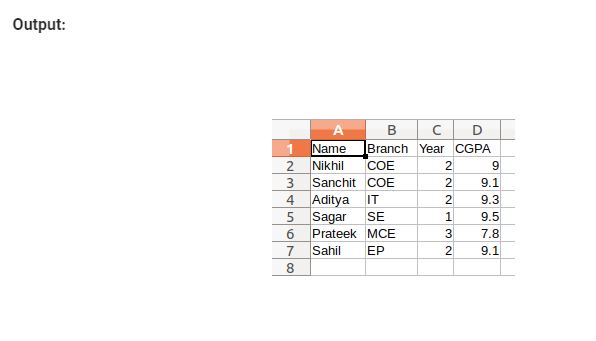 Output:
A B C D
1 Name Branch Year CGPA
2 Nikhil COE 2 9
3 Sanchit COE 2 9.1
4 Aditya IT 2 9.3
5 Sagar SE 1 9.5
6 Prateek MCE 3 7.8
7 Sahil EP 2 9.1
8